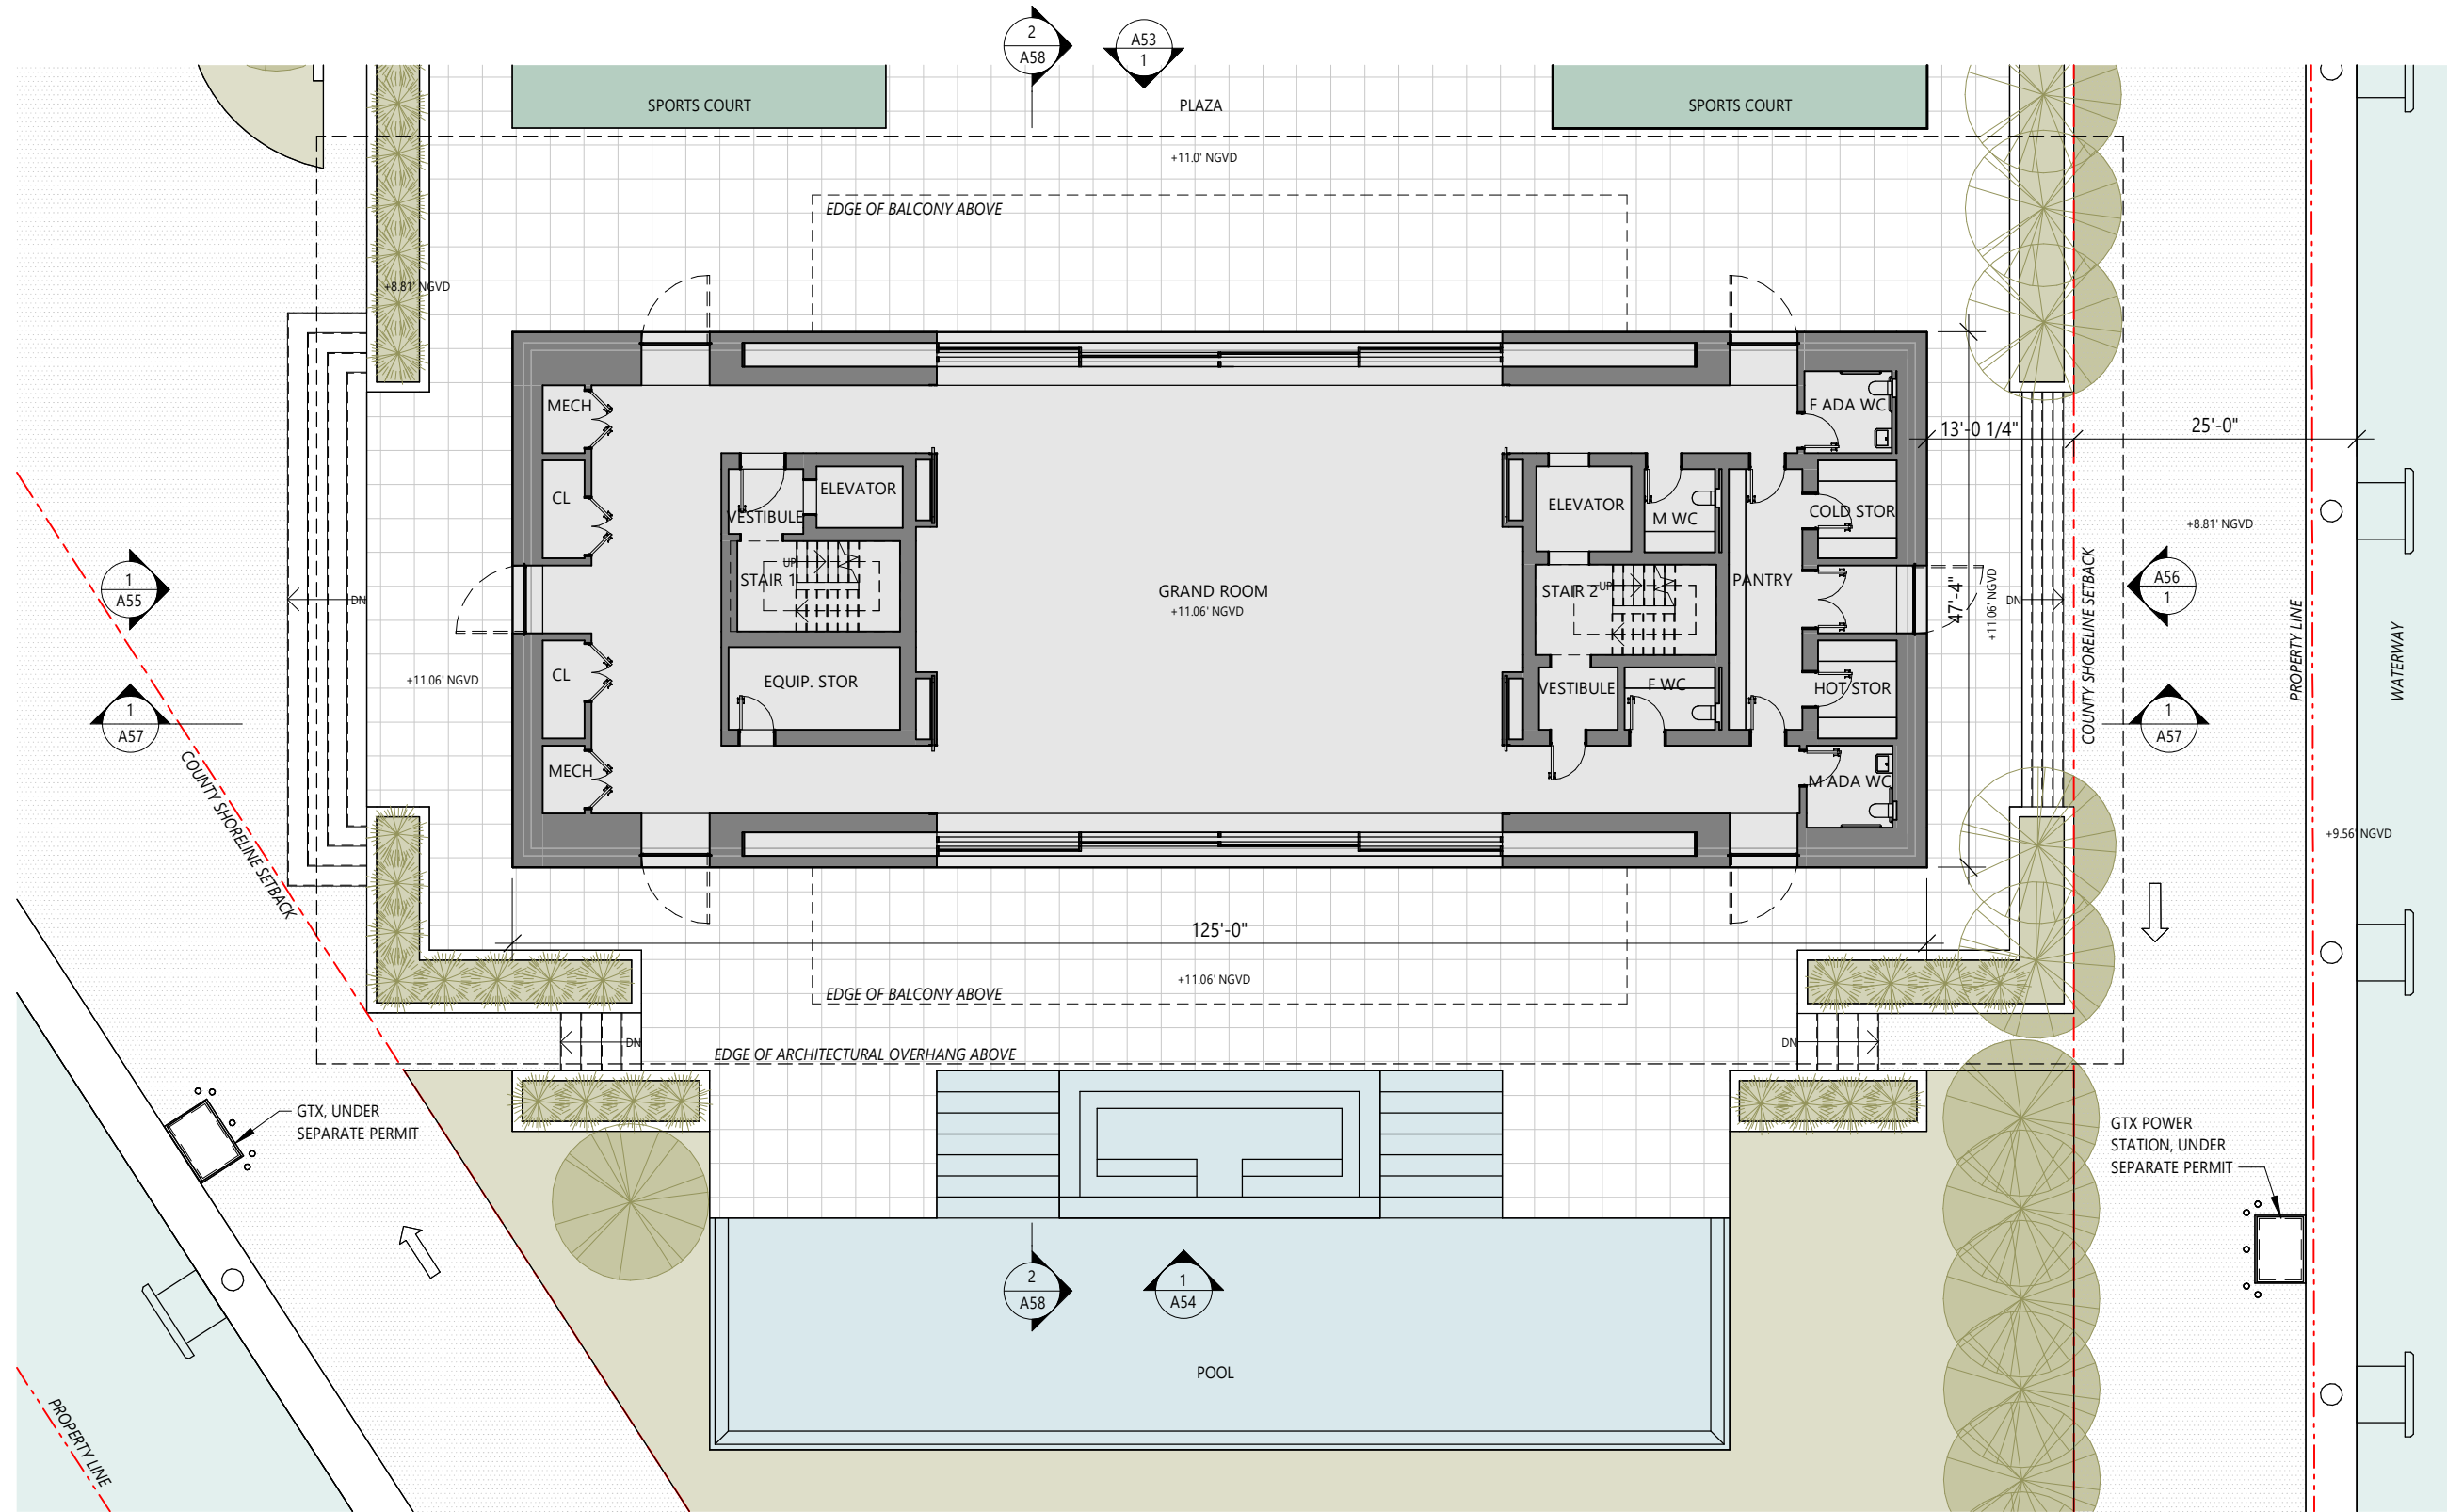 2
A58
A53
1
SPORTS COURT
PLAZA
SPORTS COURT
+11.0' NGVD
EDGE OF BALCONY ABOVE
+8.81' NGVD
MECH
F ADA WC
13'-0 1/4"
25'-0"
CL
ELEVATOR
VESTIBULE
ELEVATOR
M WC
COLD STOR
+8.81' NGVD
1
A55
DN
STAIR 1
UP
GRAND ROOM
+11.06' NGVD
STAIR 2
UP
PANTRY
47'-4"
+11.06' NGVD
DN
COUNTY SHORELINE SETBACK
A56
1
PROPERTY LINE
WATERWAY
+11.06' NGVD
CL
EQUIP. STOR
VESTIBULE
F WC
HOT STOR
1
A57
1
A57
MECH
M ADA WC
COUNTY SHORELINE SETBACK
+9.56' NGVD
125'-0"
+11.06' NGVD
EDGE OF BALCONY ABOVE
DN
EDGE OF ARCHITECTURAL OVERHANG ABOVE
DN
GTX, UNDER
SEPARATE PERMIT
GTX POWER
STATION, UNDER
SEPARATE PERMIT
2
A58
1
A54
POOL
PROPERTY LINE